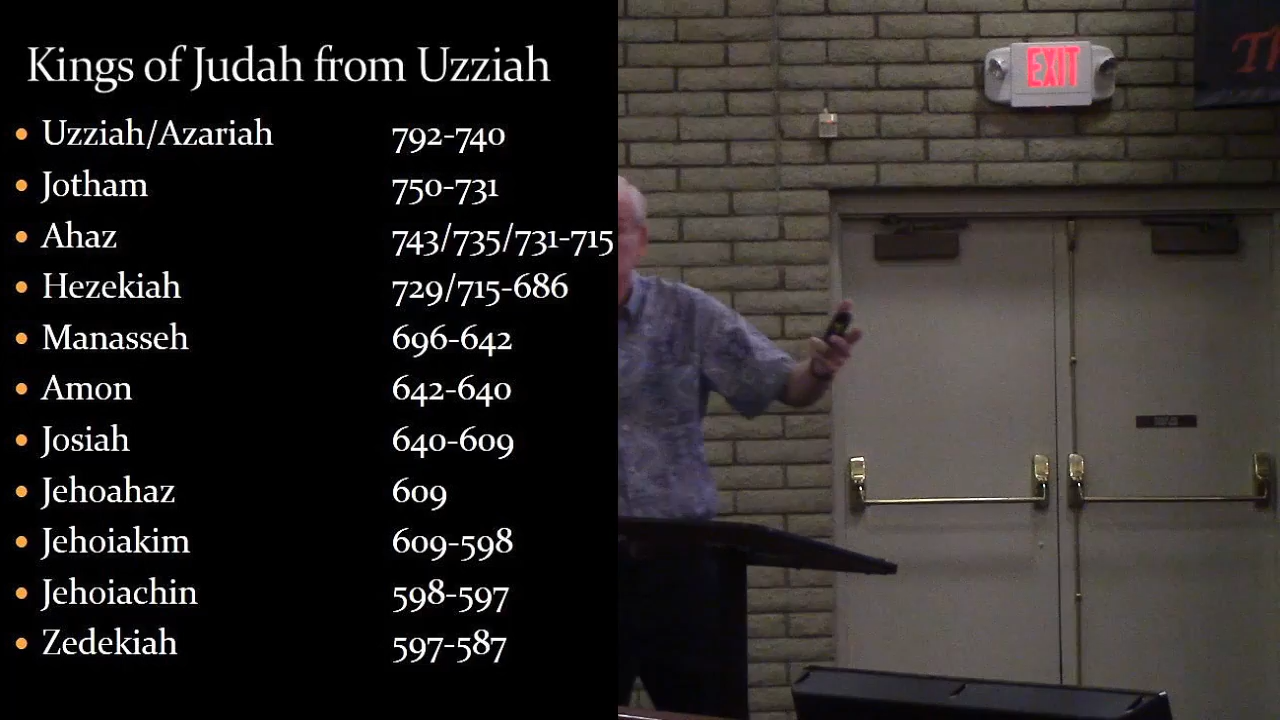 Kings of Judah from Uzziah
• Uzziah/Azariah 792-740
• Jotham 750-731
• Ahaz 743/735/731-715
• Hezekiah 729/715-686
• Manasseh 696-642
• Amon 642-640
• Josiah 640-609
• Jehoahaz 609
• Jehoiakim 609-598
• Jehoiachin 598-597
• Zedekiah 597-587
EXIT